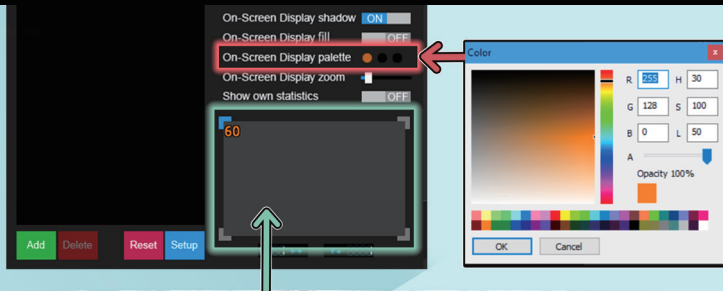 On-Screen Display shadow ON
On-Screen Display fill OFF
On-Screen Display palette
On-Screen Display zoom
Show own statistics OFF
60
Add Delete Reset Setup
Color x
R 255 H 30
G 128 S 100
B 0 L 50
A
Opacity 100%
OK Cancel